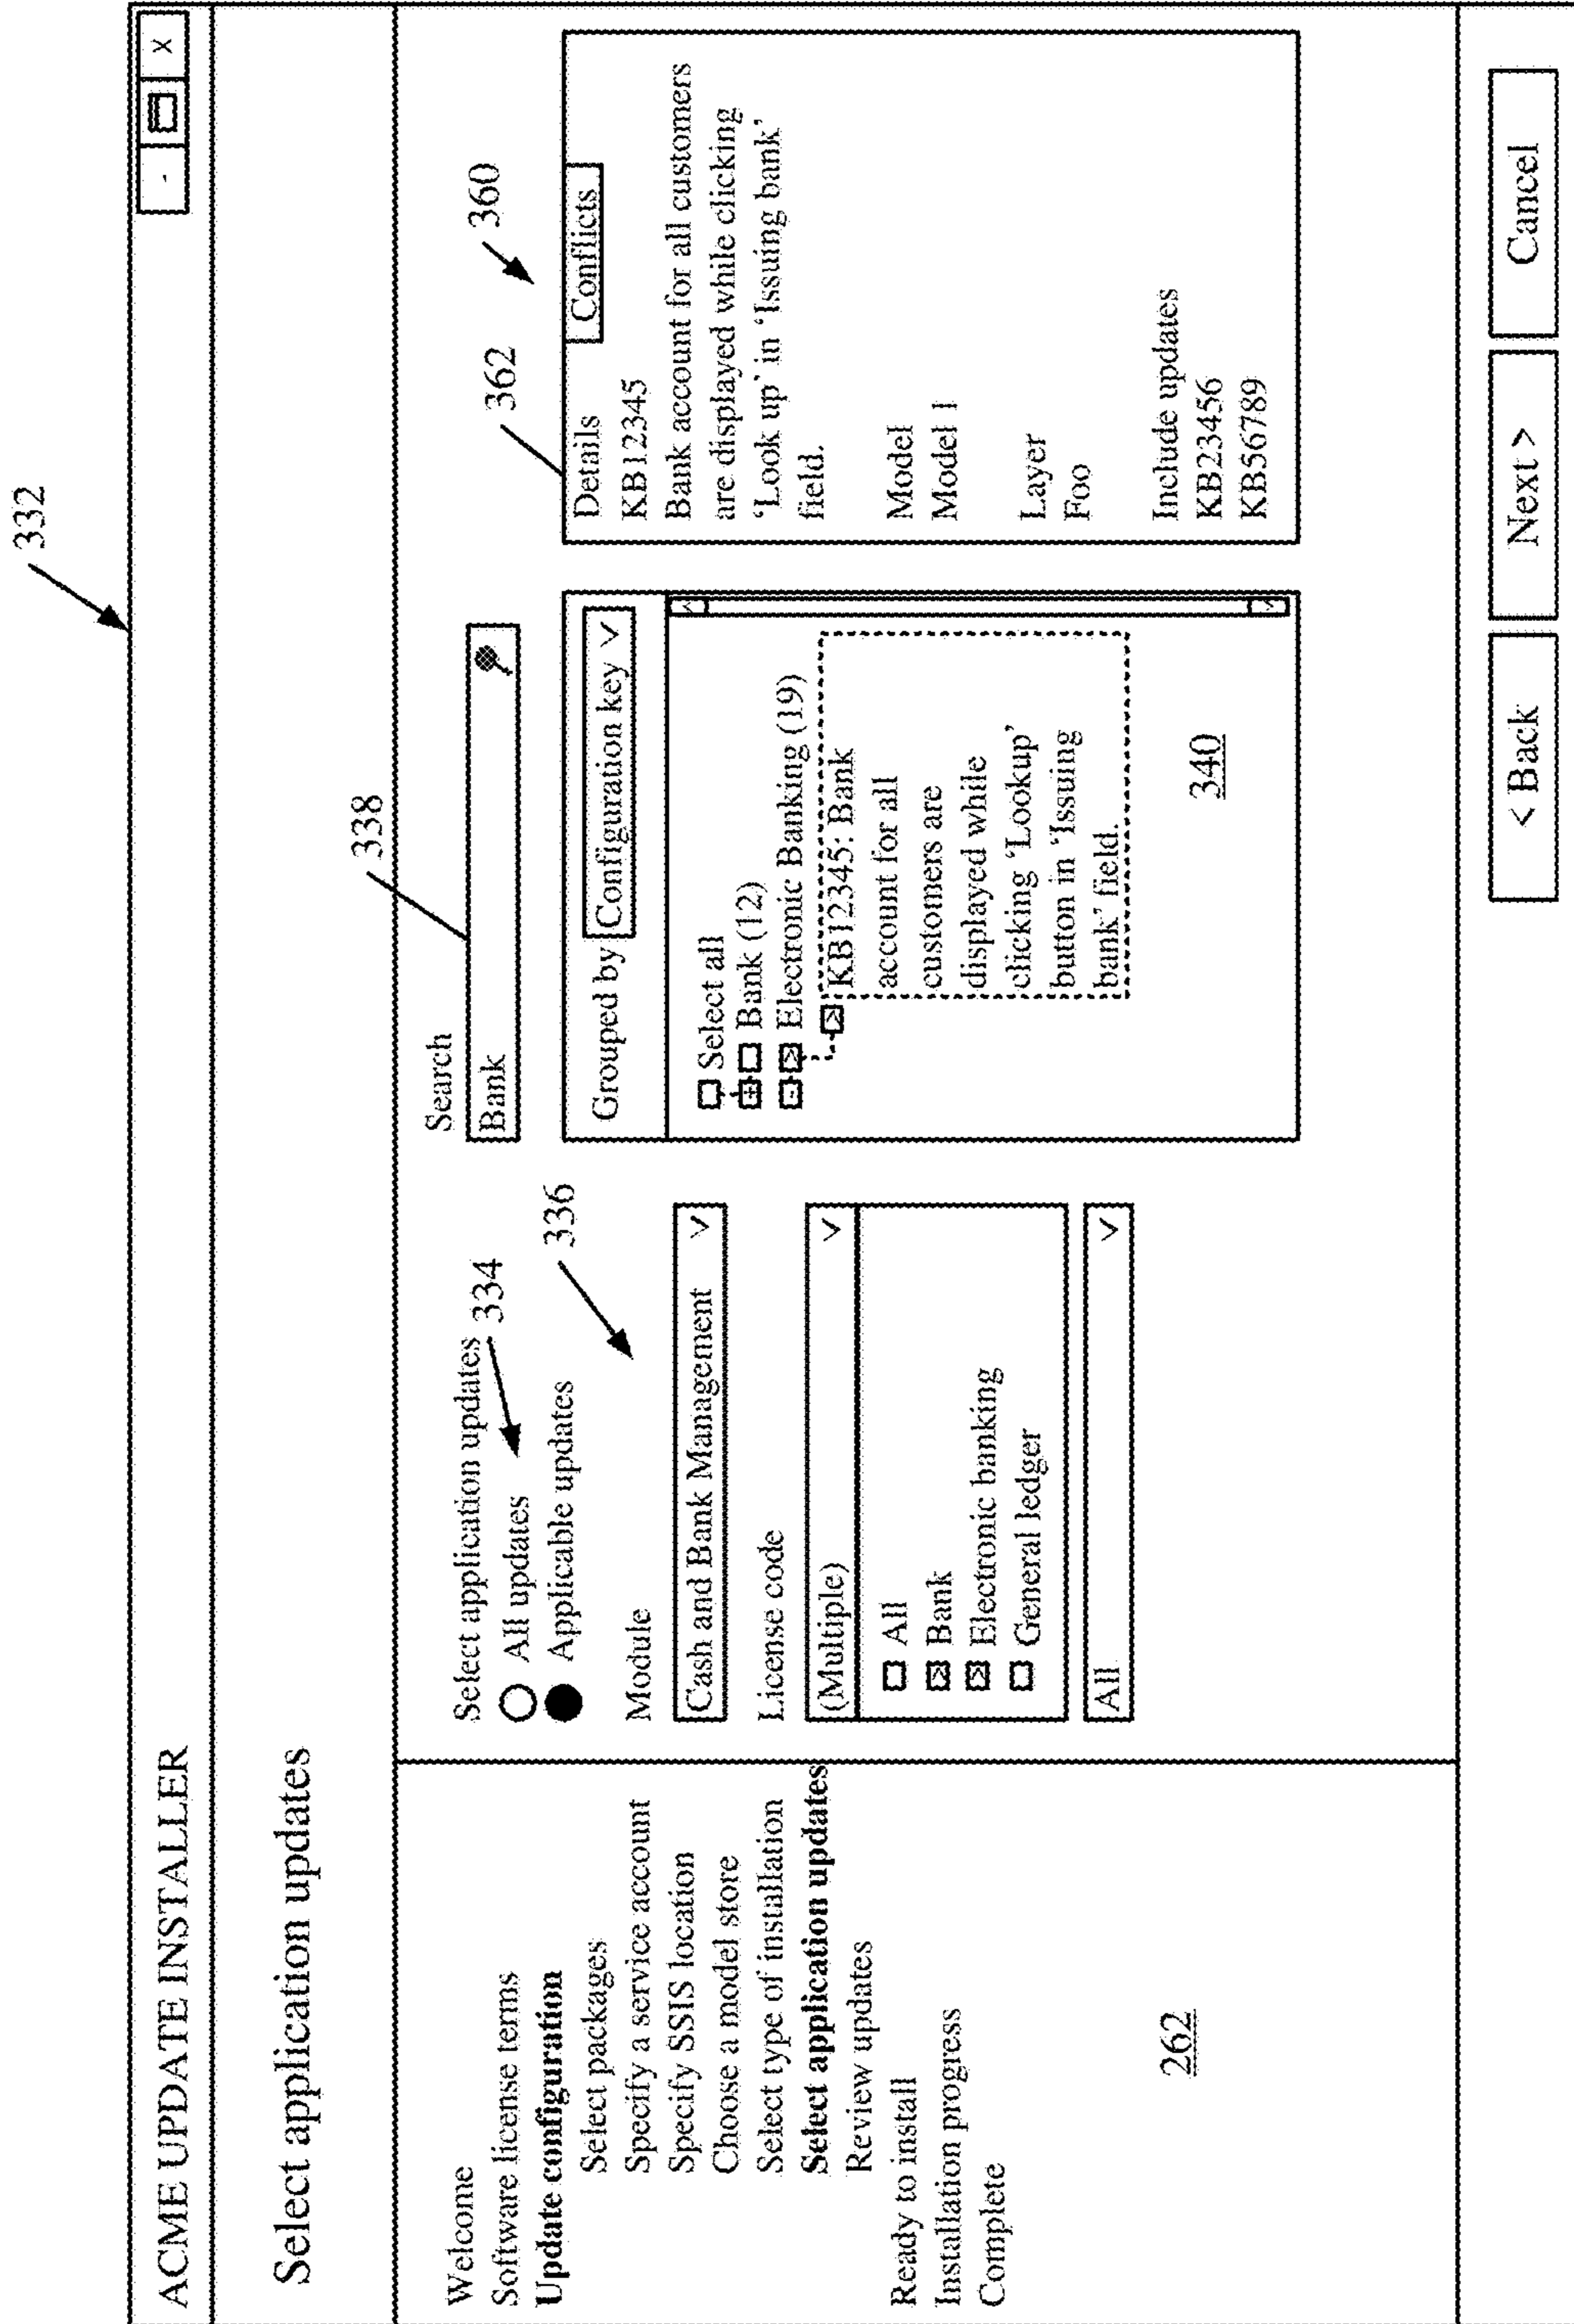 332
ACME UPDATE INSTALLER
- X
Select application updates
Welcome
Software license terms
Update configuration
Select packages
Specify a service account
Specify SSIS location
Choose a model store
Select type of installation
Select application updates
Review updates
Ready to install
Installation progress
Complete
262
Select application updates
334
All updates
Applicable updates
336
Module
Cash and Bank Management
License code
(Multiple)
All
Bank
Electronic banking
General ledger
All
338
Search
Bank
Grouped by Configuration key
Select all
Bank (12)
Electronic Banking (19)
KB12345: Bank
account for all
customers are
displayed while
clicking ‘Lookup’
button in ‘Issuing
bank’ field.
340
362
360
Details
Conflicts
KB12345
Bank account for all customers
are displayed while clicking
‘Look up’ in ‘Issuing bank’
field.
Model
Model 1
Layer
Foo
Include updates
KB23456
KB56789
< Back
Next >
Cancel